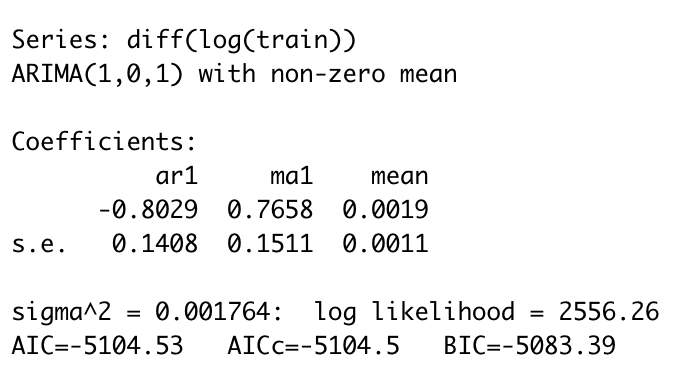 Series: diff(log(train))
ARIMA(1,0,1) with non-zero mean
Coefficients:
ar1 ma1 mean
-0.8029 0.7658 0.0019
s.e. 0.1408 0.1511 0.0011
sigma^2 = 0.001764: log likelihood = 2556.26
AIC=-5104.53 AICc=-5104.5 BIC=-5083.39